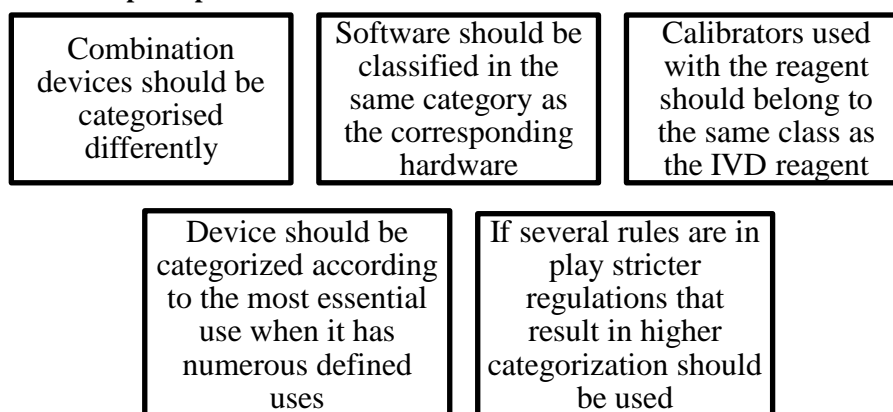 Combination
devices should be
categorised
differently
Software should be
classified in the
same category as
the corresponding
hardware
Calibrators used
with the reagent
should belong to
the same class as
the IVD reagent
Device should be
categorized according
to the most essential
use when it has
numerous defined
uses
If several rules are in
play stricter
regulations that
result in higher
categorization should
be used